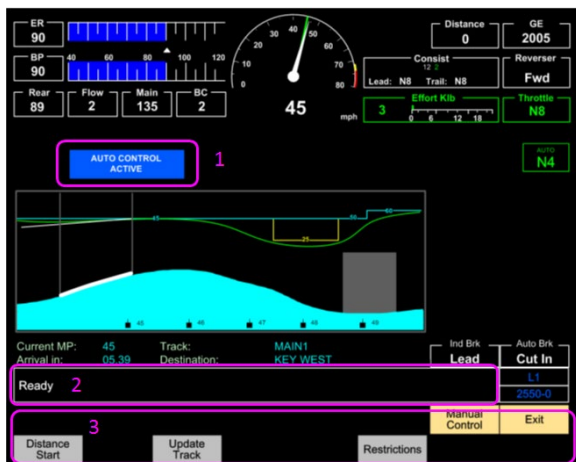 ER
90
BP
90
40 60 80 100 120
Rear
89
Flow
2
Main
135
BC
2
0 10 20 30 40 50 60 70 80
45
mph
Distance
0
GE
2005
Consist
12 2
Lead: N8 Trail: N8
Reverser
Fwd
3
Effort Klb
0 6 12 18
Throttle
N8
AUTO CONTROL
ACTIVE
1
AUTO
N4
45
25
45 46 47 48 49
Current MP: 45 Track: MAIN1
Arrival in: 05.39 Destination: KEY WEST
Ind Brk
Lead
Auto Brk
Cut In
L1
2550-0
Ready
2
3
Manual
Control
Exit
Distance
Start
Update
Track
Restrictions